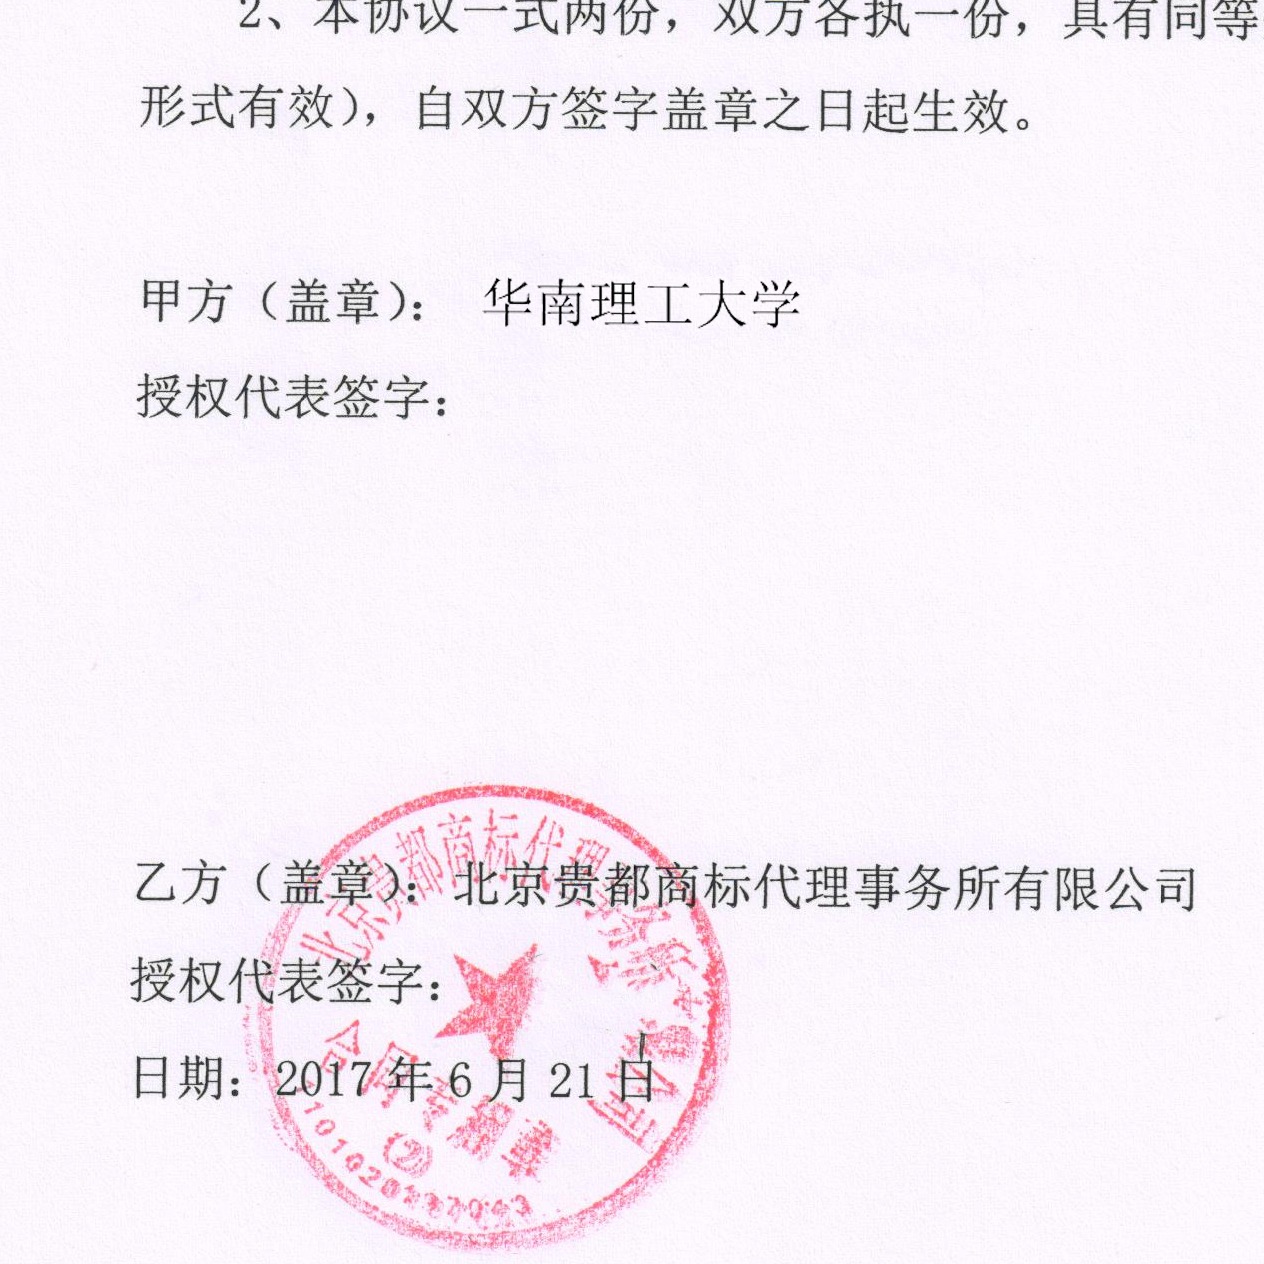 2、本协议一式两份，双方各执一份，具有同等
形式有效），自双方签字盖章之日起生效。
甲方（盖章）： 华南理工大学
授权代表签字：
乙方（盖章）：北京贵都商标代理事务所有限公司
授权代表签字：
日期：2017 年 6 月 21 日
北京贵都商标代理事务所有限公司
合同专用章
(2)